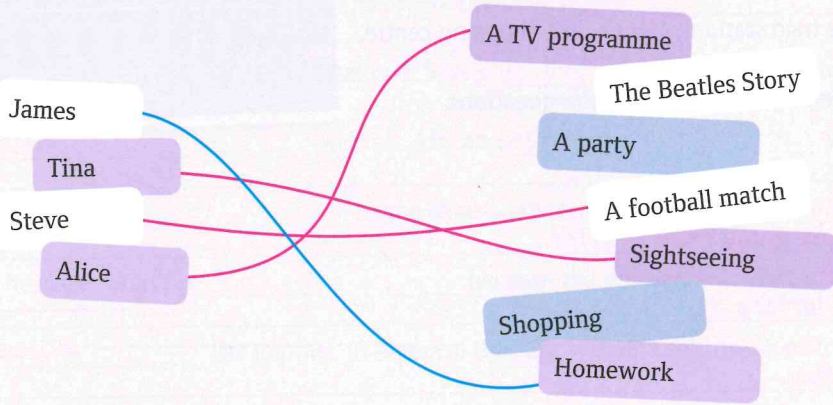 A TV programme
The Beatles Story
James
A party
Tina
A football match
Steve
Sightseeing
Alice
Shopping
Homework